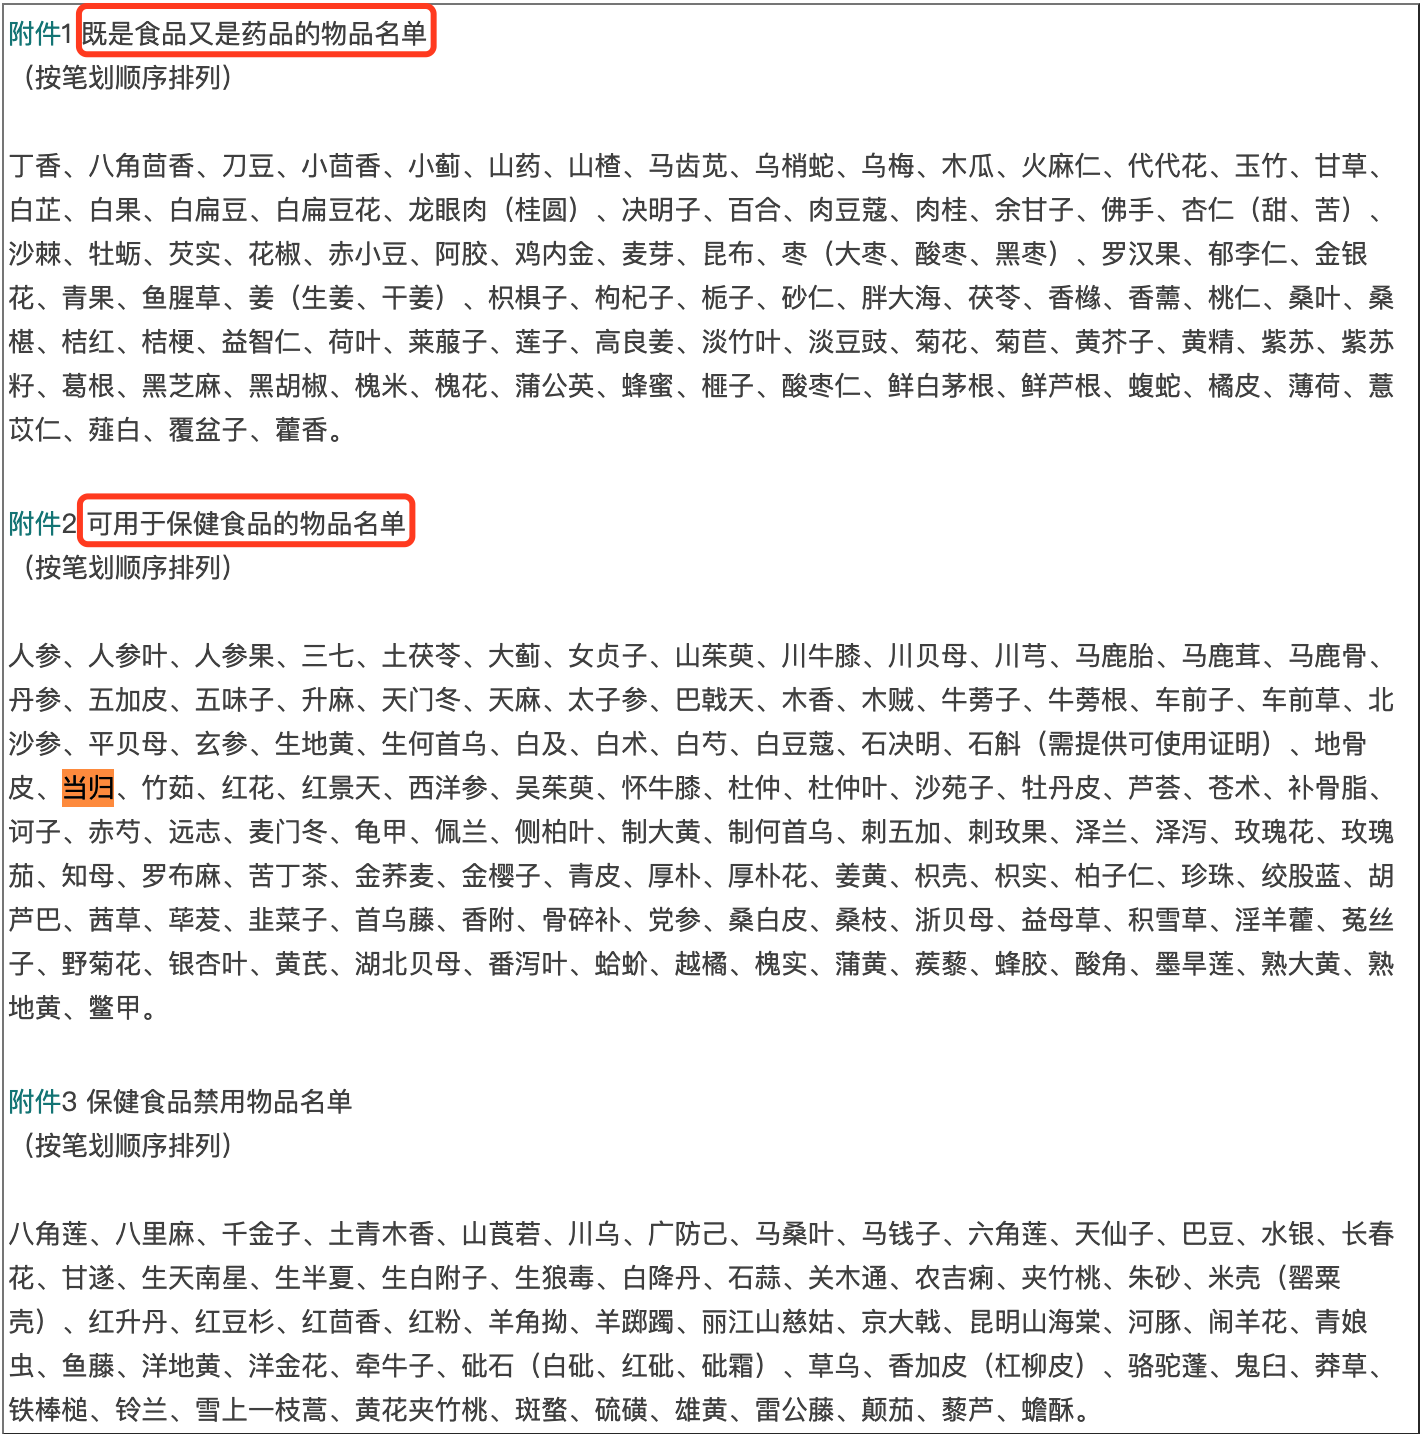 附件1 既是食品又是药品的物品名单
（按笔划顺序排列）
丁香、八角茴香、刀豆、小茴香、小蓟、山药、山楂、马齿苋、乌梢蛇、乌梅、木瓜、火麻仁、代代花、玉竹、甘草、
白芷、白果、白扁豆、白扁豆花、龙眼肉（桂圆）、决明子、百合、肉豆蔻、肉桂、余甘子、佛手、杏仁（甜、苦）、
沙棘、牡蛎、芡实、花椒、赤小豆、阿胶、鸡内金、麦芽、昆布、枣（大枣、酸枣、黑枣）、罗汉果、郁李仁、金银
花、青果、鱼腥草、姜（生姜、干姜）、枳椇子、枸杞子、栀子、砂仁、胖大海、茯苓、香橼、香薷、桃仁、桑叶、桑
椹、桔红、桔梗、益智仁、荷叶、莱菔子、莲子、高良姜、淡竹叶、淡豆豉、菊花、菊苣、黄芥子、黄精、紫苏、紫苏
籽、葛根、黑芝麻、黑胡椒、槐米、槐花、蒲公英、蜂蜜、榧子、酸枣仁、鲜白茅根、鲜芦根、蝮蛇、橘皮、薄荷、薏
苡仁、薤白、覆盆子、藿香。
附件2 可用于保健食品的物品名单
（按笔划顺序排列）
人参、人参叶、人参果、三七、土茯苓、大蓟、女贞子、山茱萸、川牛膝、川贝母、川芎、马鹿胎、马鹿茸、马鹿骨、
丹参、五加皮、五味子、升麻、天门冬、天麻、太子参、巴戟天、木香、木贼、牛蒡子、牛蒡根、车前子、车前草、北
沙参、平贝母、玄参、生地黄、生何首乌、白及、白术、白芍、白豆蔻、石决明、石斛（需提供可使用证明）、地骨
皮、当归、竹茹、红花、红景天、西洋参、吴茱萸、怀牛膝、杜仲、杜仲叶、沙苑子、牡丹皮、芦荟、苍术、补骨脂、
诃子、赤芍、远志、麦门冬、龟甲、佩兰、侧柏叶、制大黄、制何首乌、刺五加、刺玫果、泽兰、泽泻、玫瑰花、玫瑰
茄、知母、罗布麻、苦丁茶、金荞麦、金樱子、青皮、厚朴、厚朴花、姜黄、枳壳、枳实、柏子仁、珍珠、绞股蓝、胡
芦巴、茜草、荜茇、韭菜子、首乌藤、香附、骨碎补、党参、桑白皮、桑枝、浙贝母、益母草、积雪草、淫羊藿、菟丝
子、野菊花、银杏叶、黄芪、湖北贝母、番泻叶、蛤蚧、越橘、槐实、蒲黄、蒺藜、蜂胶、酸角、墨旱莲、熟大黄、熟
地黄、鳖甲。
附件3 保健食品禁用物品名单
（按笔划顺序排列）
八角莲、八里麻、千金子、土青木香、山莨菪、川乌、广防己、马桑叶、马钱子、六角莲、天仙子、巴豆、水银、长春
花、甘遂、生天南星、生半夏、生白附子、生狼毒、白降丹、石蒜、关木通、农吉痢、夹竹桃、朱砂、米壳（罂粟
壳）、红升丹、红豆杉、红茴香、红粉、羊角拗、羊踯躅、丽江山慈姑、京大戟、昆明山海棠、河豚、闹羊花、青娘
虫、鱼藤、洋地黄、洋金花、牵牛子、砒石（白砒、红砒、砒霜）、草乌、香加皮（杠柳皮）、骆驼蓬、鬼臼、莽草、
铁棒槌、铃兰、雪上一枝蒿、黄花夹竹桃、斑蝥、硫磺、雄黄、雷公藤、颠茄、藜芦、蟾酥。